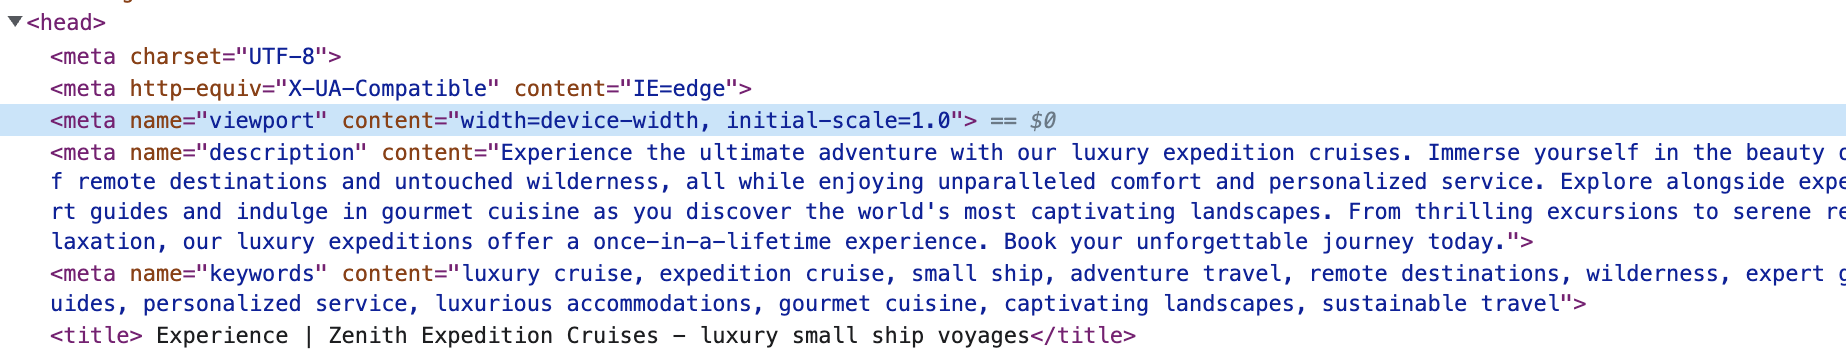 <head>
<meta charset="UTF-8">
<meta http-equiv="X-UA-Compatible" content="IE=edge">
<meta name="viewport" content="width=device-width, initial-scale=1.0"> == $0
<meta name="description" content="Experience the ultimate adventure with our luxury expedition cruises. Immerse yourself in the beauty o
f remote destinations and untouched wilderness, all while enjoying unparalleled comfort and personalized service. Explore alongside expe
rt guides and indulge in gourmet cuisine as you discover the world's most captivating landscapes. From thrilling excursions to serene re
laxation, our luxury expeditions offer a once-in-a-lifetime experience. Book your unforgettable journey today.">
<meta name="keywords" content="luxury cruise, expedition cruise, small ship, adventure travel, remote destinations, wilderness, expert g
uides, personalized service, luxurious accommodations, gourmet cuisine, captivating landscapes, sustainable travel">
<title> Experience | Zenith Expedition Cruises - luxury small ship voyages</title>